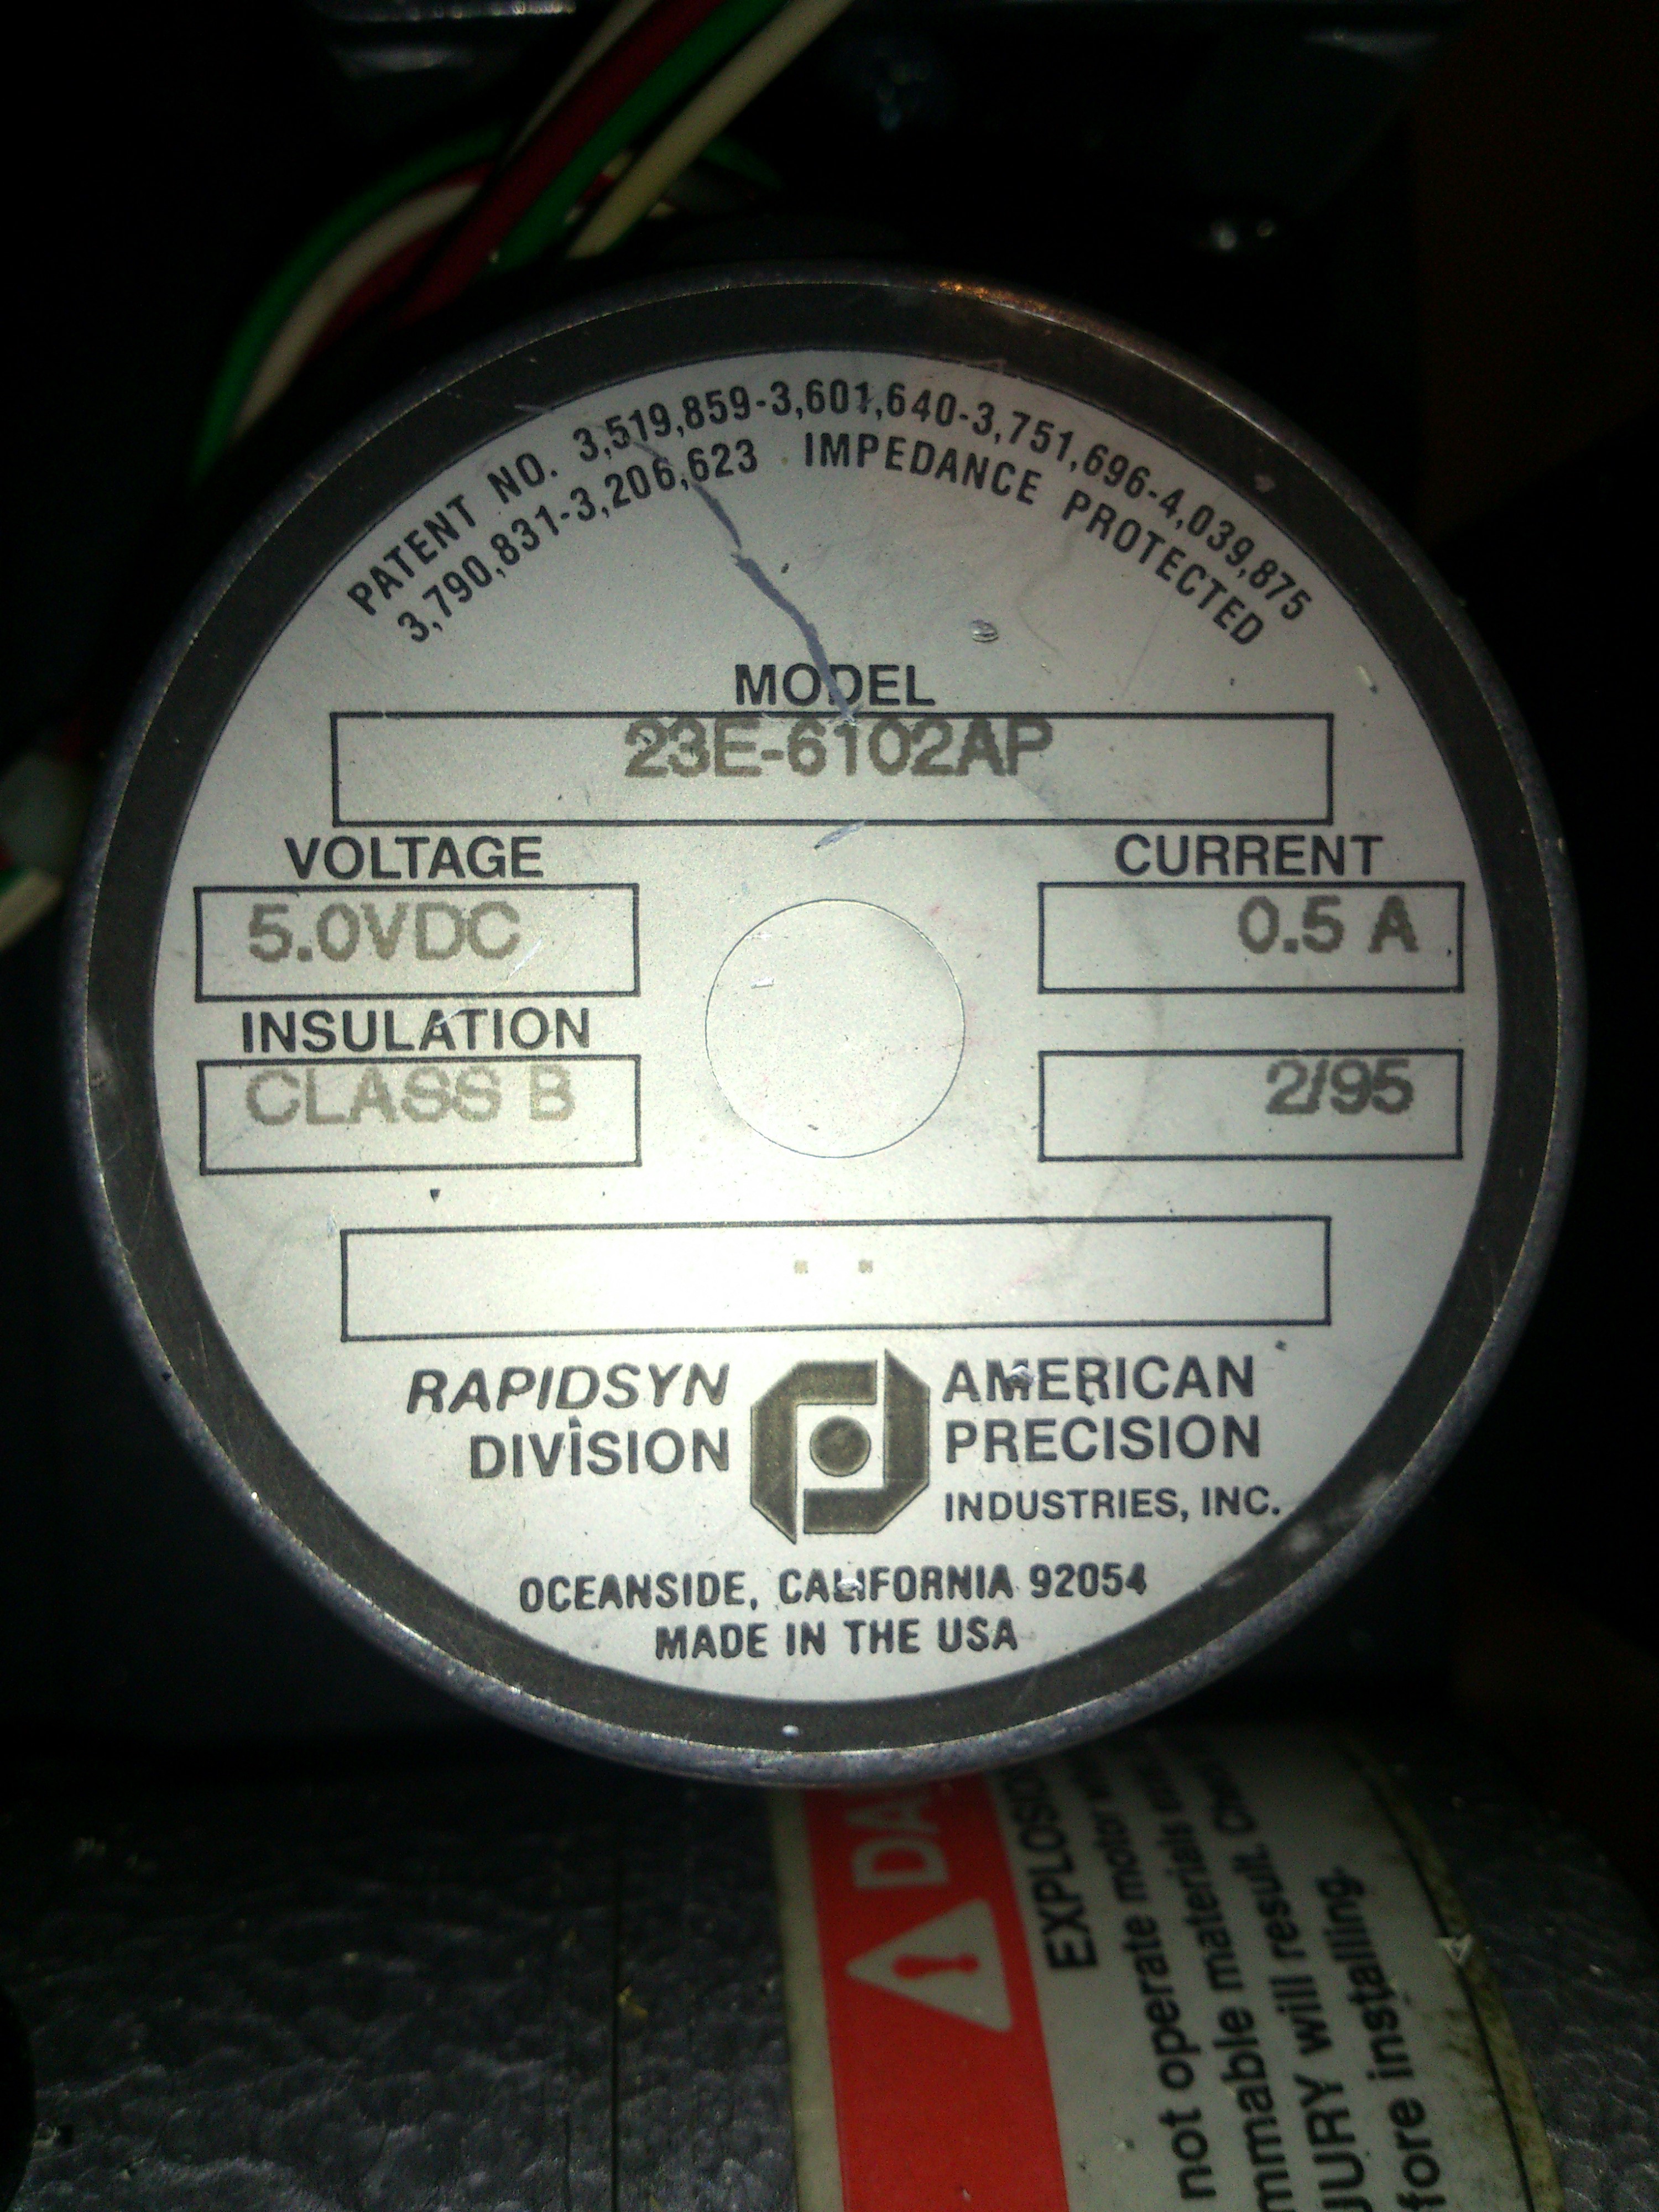 PATENT NO. 3,519,859-3,601,640-3,751,696-4,039,875
3,790,831-3,206,623 IMPEDANCE PROTECTED
MODEL
23E-6102AP
VOLTAGE
CURRENT
5.0VDC
0.5 A
INSULATION
CLASS B
2/95
RAPIDSYN
DIVISION
AMERICAN
PRECISION
INDUSTRIES, INC.
OCEANSIDE, CALIFORNIA 92054
MADE IN THE USA
EXPLOSIO
not operate motor
materials
mmable material
JURY will result.
fore installing.